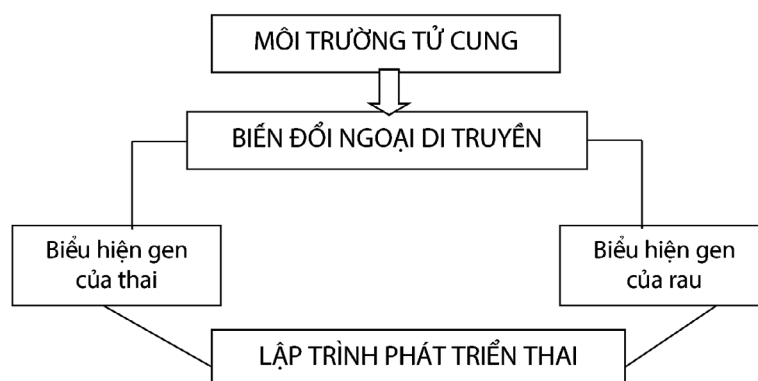 MÔI TRƯỜNG TỬ CUNG
BIẾN ĐỔI NGOẠI DI TRUYỀN
Biểu hiện gen
của thai
Biểu hiện gen
của rau
LẬP TRÌNH PHÁT TRIỂN THAI